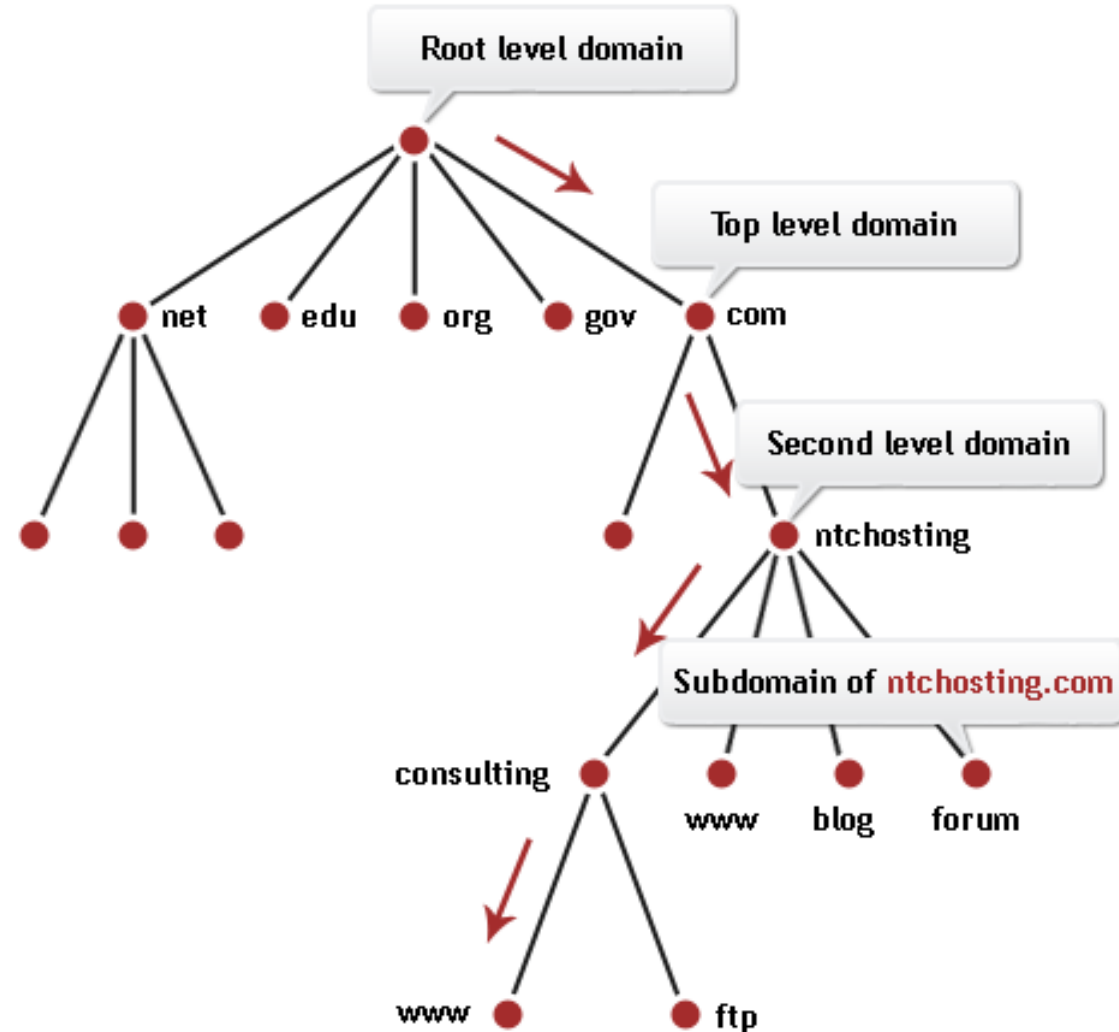 Root level domain
Top level domain
net
edu
org
gov
com
Second level domain
ntchosting
Subdomain of ntchosting.com
consulting
www
blog
forum
www
ftp